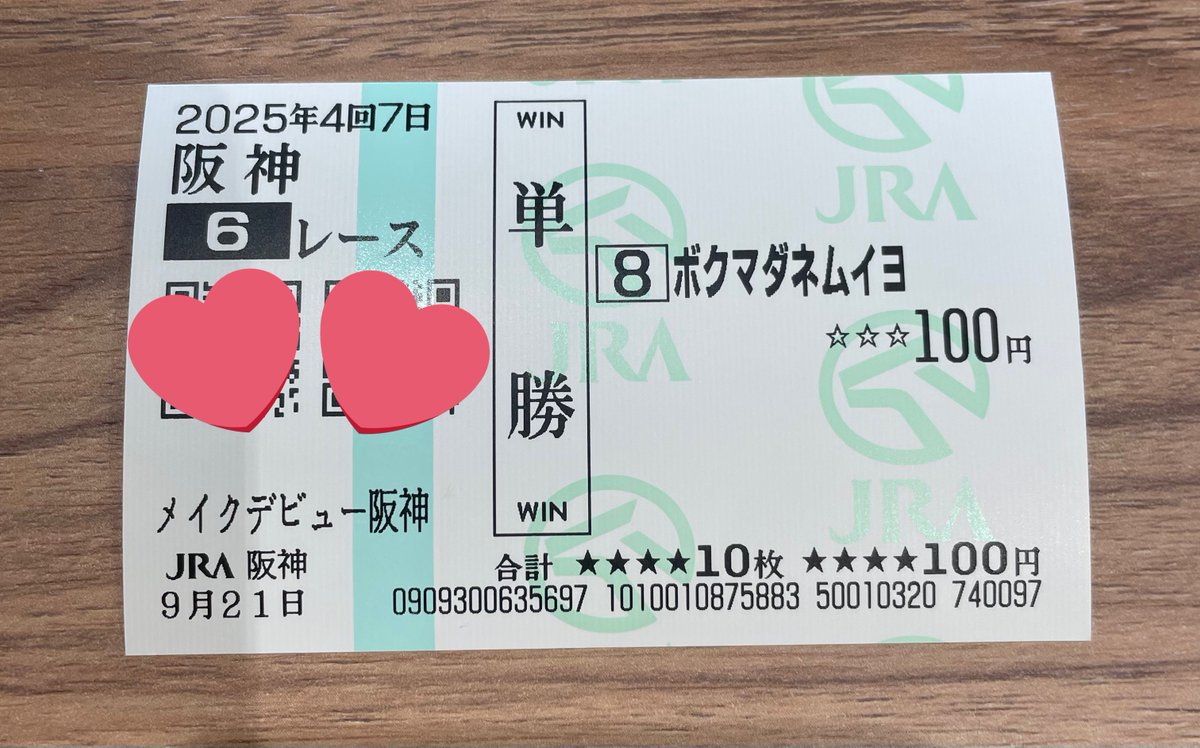 2025年4回7日
阪神
6レース
WIN
単勝
WIN
8 ボクマダネムイヨ
☆☆☆100円
メイクデビュー阪神
JRA 阪神
9月21日
合計 ★★★★10枚 ★★★★100円
0909300635697 1010010875883 50010320 740097
JRA
JRA
JRA